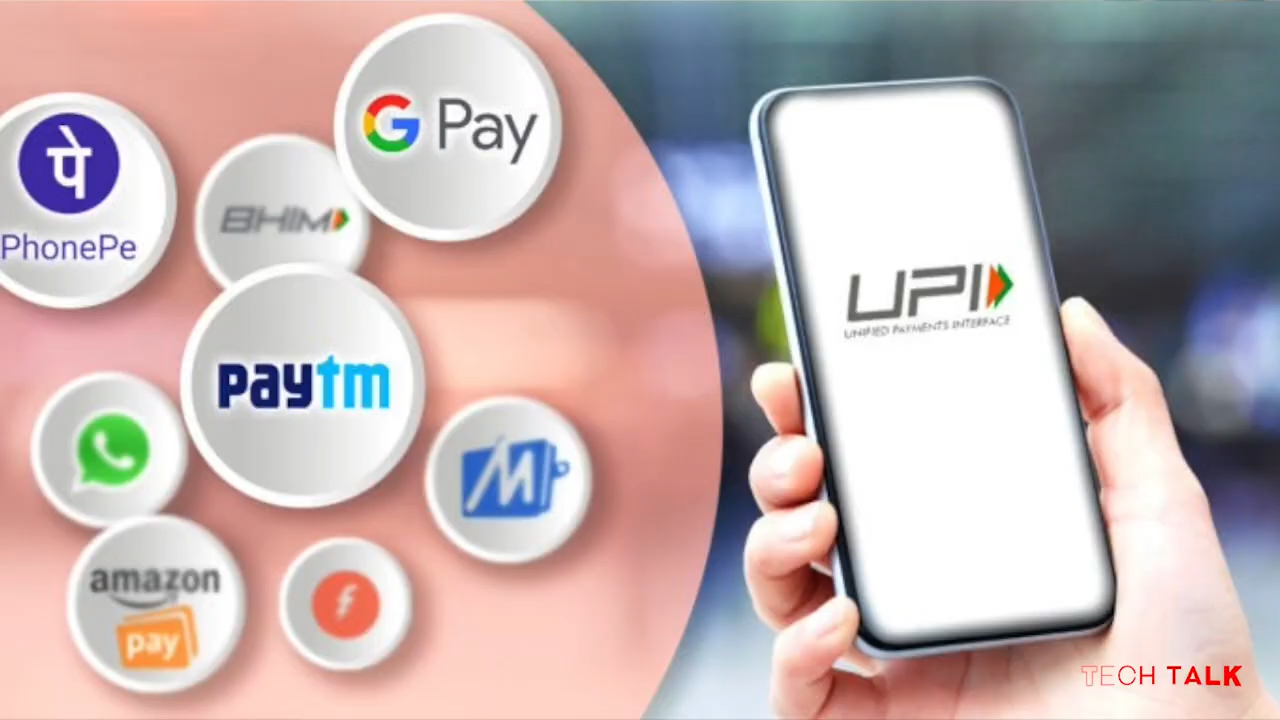 G Pay
पे
PhonePe
BHIM
paytm
amazon
pay
UPI
UNIFIED PAYMENTS INTERFACE
TECH TALK